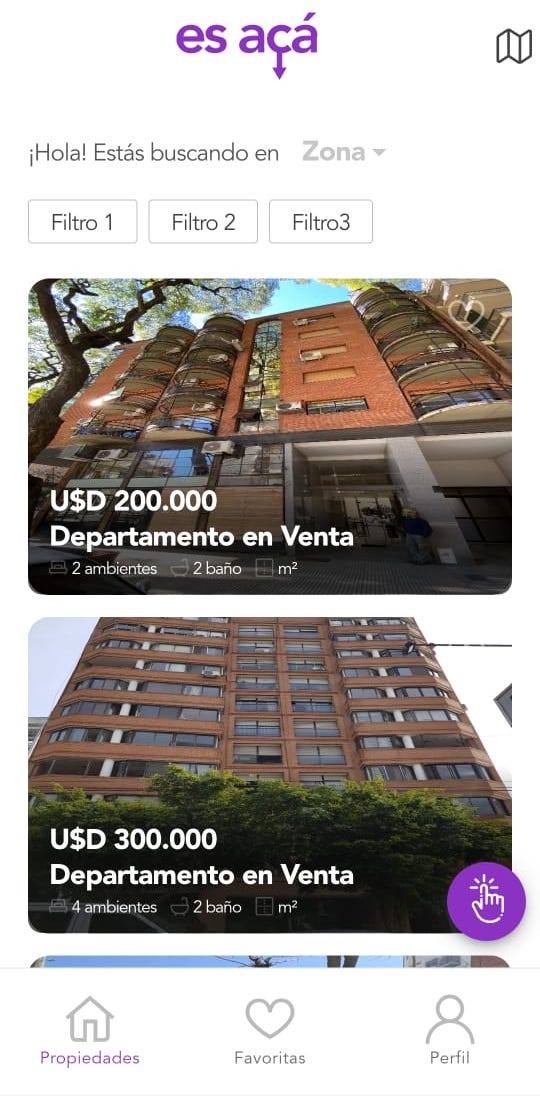 es acá
¡Hola! Estás buscando en Zona
Filtro 1 Filtro 2 Filtro3
U$D 200.000
Departamento en Venta
2 ambientes 2 baño m²
U$D 300.000
Departamento en Venta
4 ambientes 2 baño m²
Propiedades Favoritas Perfil